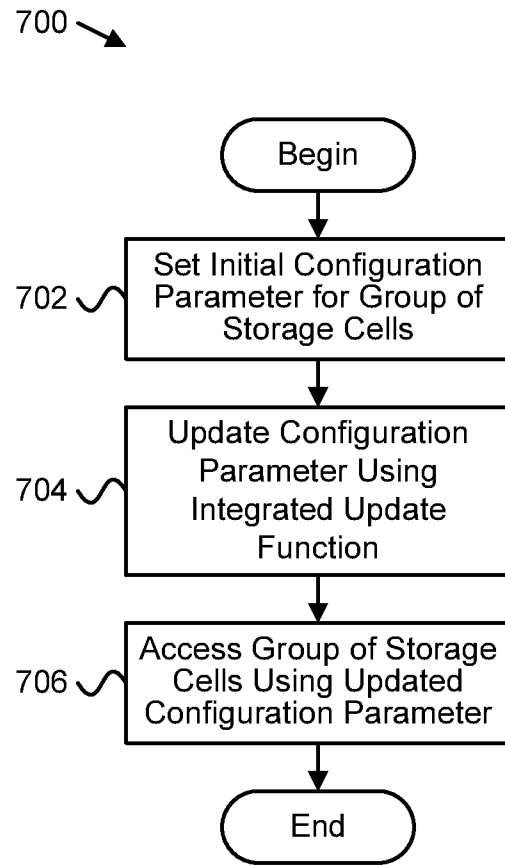 700
Begin
702
Set Initial Configuration
Parameter for Group of
Storage Cells
704
Update Configuration
Parameter Using
Integrated Update
Function
706
Access Group of Storage
Cells Using Updated
Configuration Parameter
End